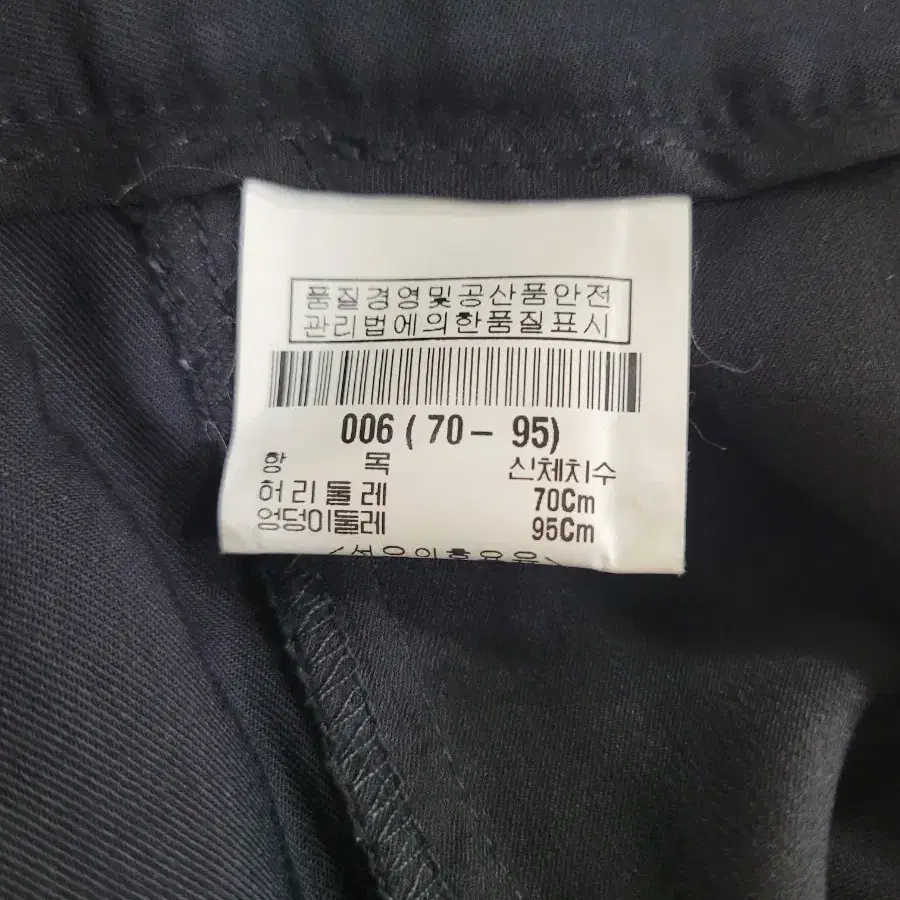 품질경영및공산품안전
관리법에의한품질표시
006 ( 70 - 95)
항 목 신체치수
허리둘레 70Cm
엉덩이둘레 95Cm